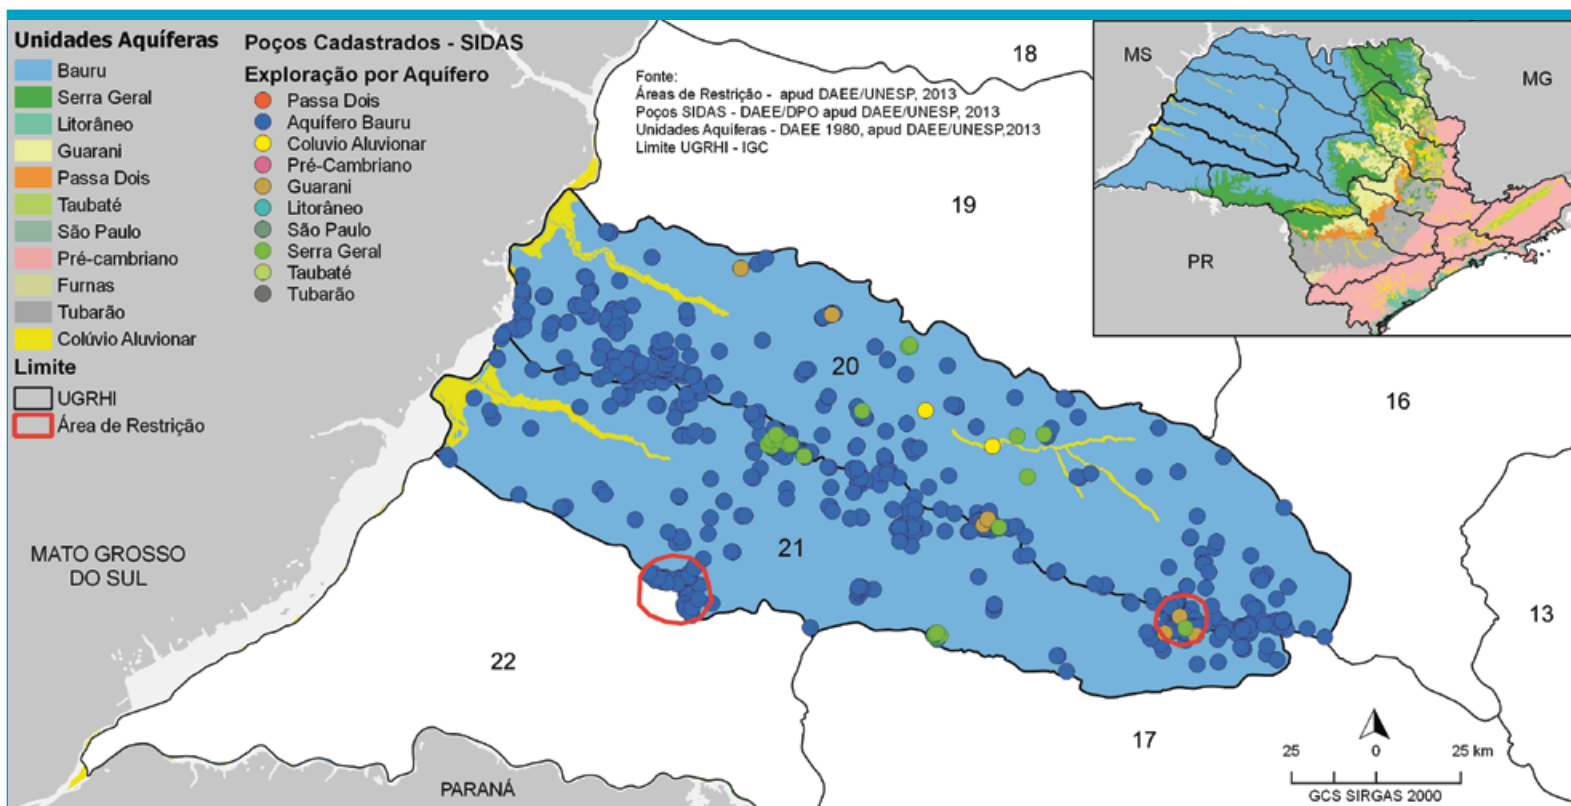 Unidades Aquíferas
Bauru
Serra Geral
Litorâneo
Guarani
Passa Dois
Taubaté
São Paulo
Pré-cambriano
Furnas
Tubarão
Colúvio Aluvionar
Limite
UGRHI
Área de Restrição
Poços Cadastrados - SIDAS
Exploração por Aquífero
Passa Dois
Aquífero Bauru
Coluvio Aluvionar
Pré-Cambriano
Guarani
Litorâneo
São Paulo
Serra Geral
Taubaté
Tubarão
Fonte:
Áreas de Restrição - apud DAEE/UNESP, 2013
Poços SIDAS - DAEE/DPO apud DAEE/UNESP, 2013
Unidades Aquíferas - DAEE 1980, apud DAEE/UNESP,2013
Limite UGRHI - IGC
18
19
20
21
16
13
22
17
MATO GROSSO
DO SUL
PARANÁ
MS
MG
PR
25 0 25 km
GCS SIRGAS 2000